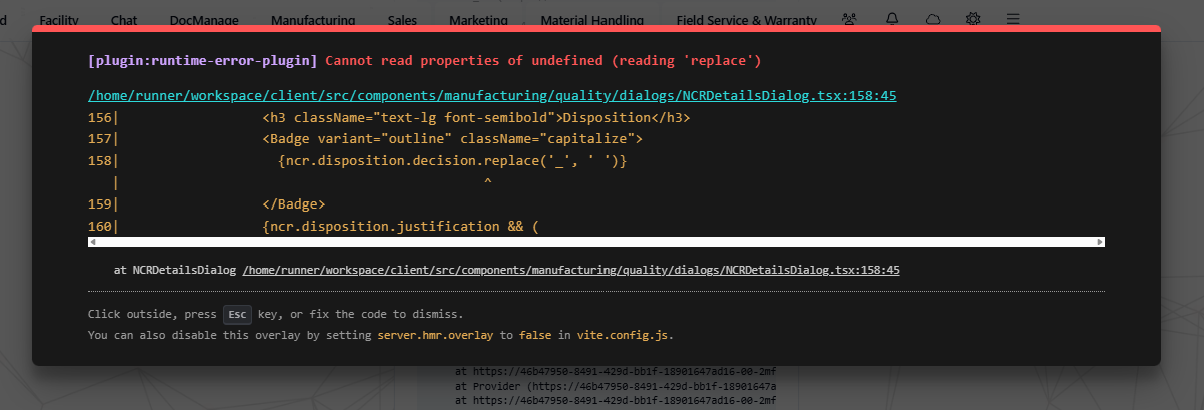 d Facility Chat DocManage Manufacturing Sales Marketing Material Handling Field Service & Warranty
[plugin:runtime-error-plugin] Cannot read properties of undefined (reading 'replace')
/home/runner/workspace/client/src/components/manufacturing/quality/dialogs/NCRDetailsDialog.tsx:158:45
156| <h3 className="text-lg font-semibold">Disposition</h3>
157| <Badge variant="outline" className="capitalize">
158| {ncr.disposition.decision.replace('_', ' ')}
| ^
159| </Badge>
160| {ncr.disposition.justification && (
at NCRDetailsDialog /home/runner/workspace/client/src/components/manufacturing/quality/dialogs/NCRDetailsDialog.tsx:158:45
Click outside, press Esc key, or fix the code to dismiss.
You can also disable this overlay by setting server.hmr.overlay to false in vite.config.js.
at https://46b47950-8491-429d-bb1f-18901647ad16-00-2mf
at Provider (https://46b47950-8491-429d-bb1f-18901647a
at https://46b47950-8491-429d-bb1f-18901647ad16-00-2mf